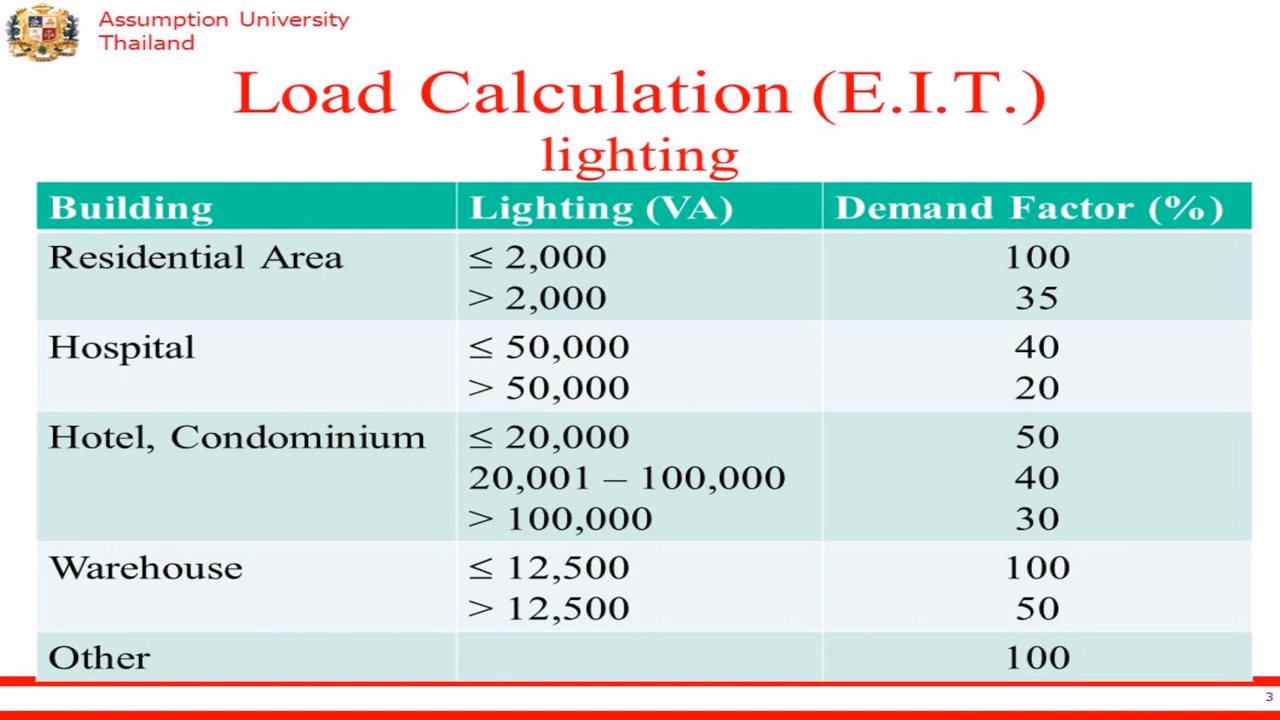 Assumption University
Thailand
Load Calculation (E.I.T.)
lighting
Building Lighting (VA) Demand Factor (%)
Residential Area ≤ 2,000 100
> 2,000 35
Hospital ≤ 50,000 40
> 50,000 20
Hotel, Condominium ≤ 20,000 50
20,001 – 100,000 40
> 100,000 30
Warehouse ≤ 12,500 100
> 12,500 50
Other 100
3